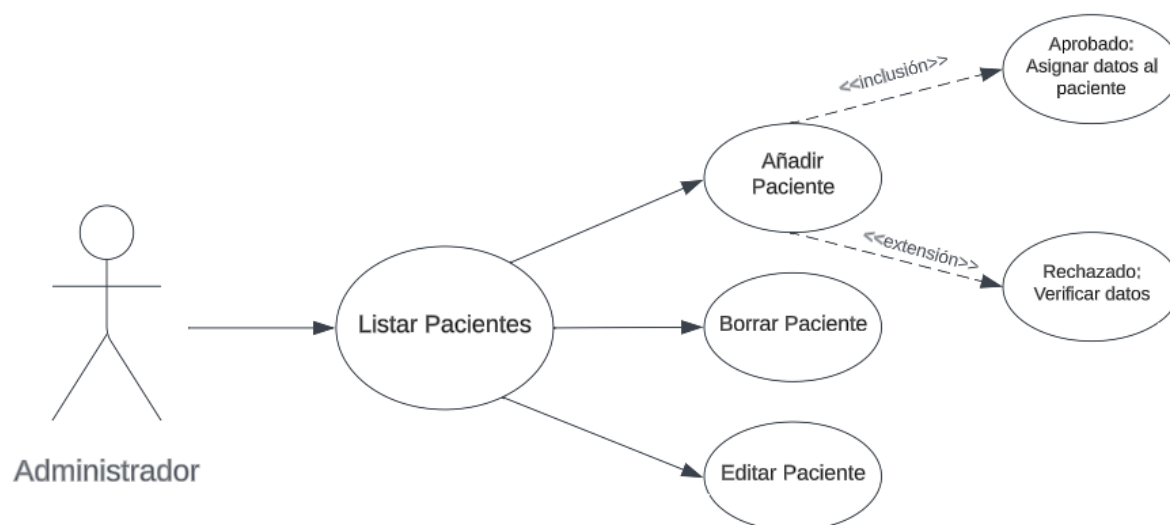 Aprobado:
Asignar datos al
paciente
<<inclusión>>
Añadir
Paciente
<<extensión>>
Rechazado:
Verificar datos
Listar Pacientes
Borrar Paciente
Editar Paciente
Administrador